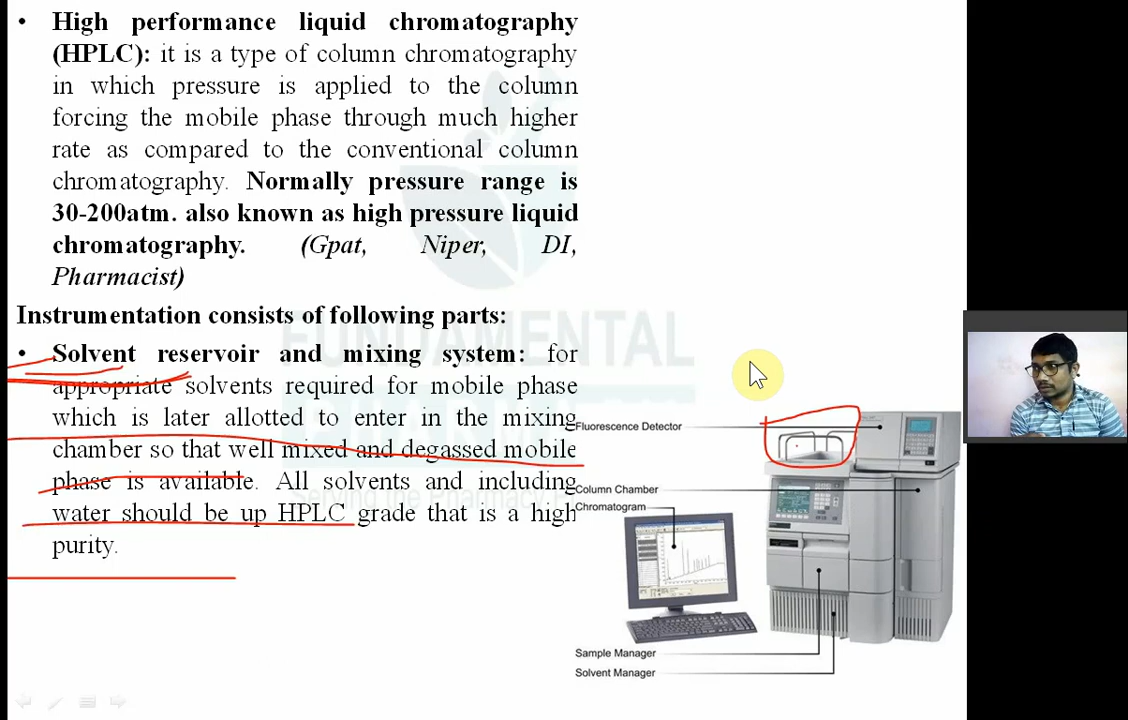 • High performance liquid chromatography
(HPLC): it is a type of column chromatography
in which pressure is applied to the column
forcing the mobile phase through much higher
rate as compared to the conventional column
chromatography. Normally pressure range is
30-200atm. also known as high pressure liquid
chromatography. (Gpat, Niper, DI,
Pharmacist)
Instrumentation consists of following parts:
• Solvent reservoir and mixing system: for
appropriate solvents required for mobile phase
which is later allotted to enter in the mixing
chamber so that well mixed and degassed mobile
phase is available. All solvents and including
water should be up HPLC grade that is a high
purity.
FUNDAMENTAL
Serving the Pharmacy
Fluorescence Detector
Column Chamber
Chromatogram
Sample Manager
Solvent Manager